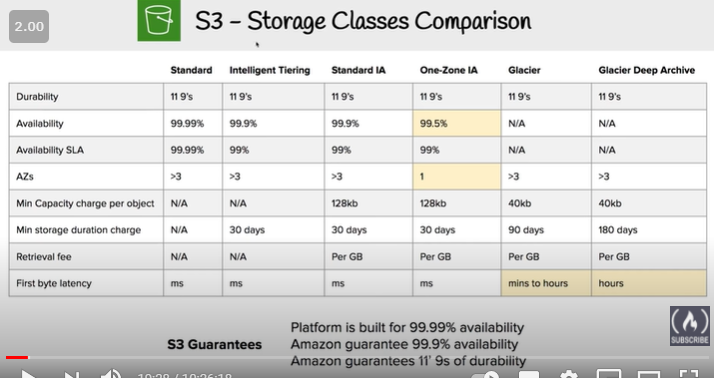 2.00
S3 - Storage Classes Comparison
Standard Intelligent Tiering Standard IA One-Zone IA Glacier Glacier Deep Archive
Durability 11 9's 11 9's 11 9's 11 9's 11 9's 11 9's
Availability 99.99% 99.9% 99.9% 99.5% N/A N/A
Availability SLA 99.99% 99% 99% 99% N/A N/A
AZs >3 >3 >3 1 >3 >3
Min Capacity charge per object N/A N/A 128kb 128kb 40kb 40kb
Min storage duration charge N/A 30 days 30 days 30 days 90 days 180 days
Retrieval fee N/A N/A Per GB Per GB Per GB Per GB
First byte latency ms ms ms ms mins to hours hours
Platform is built for 99.99% availability
S3 Guarantees Amazon guarantee 99.9% availability
Amazon guarantees 11' 9s of durability
SUBSCRIBE